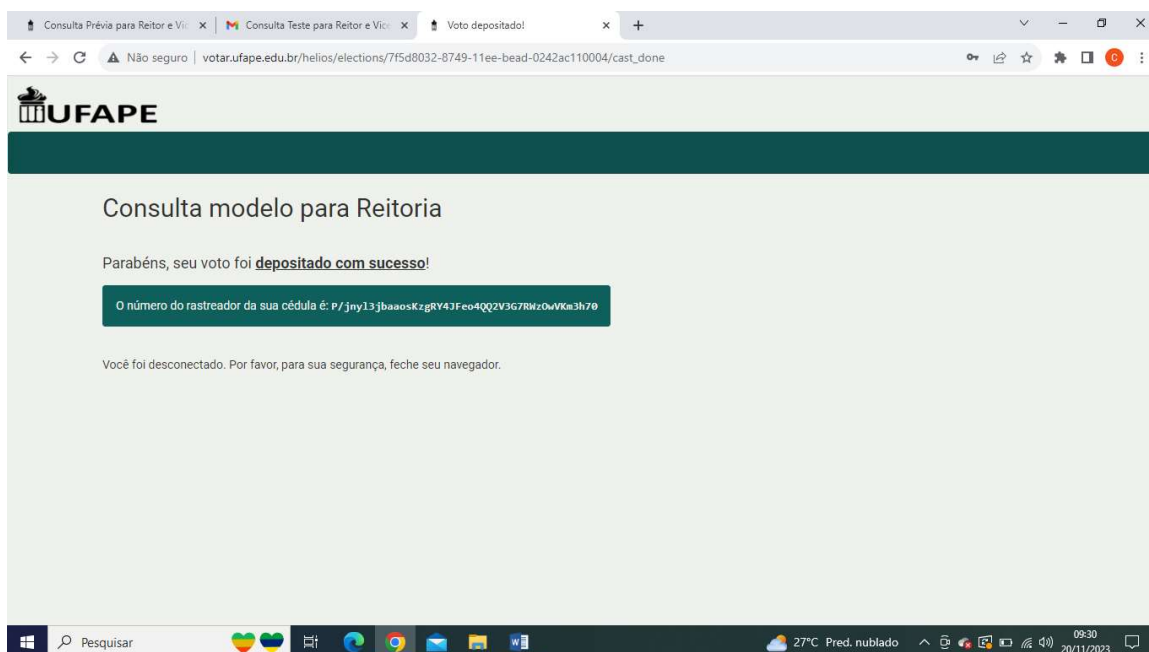 Consulta Prévia para Reitor e Vi
Consulta Teste para Reitor e Vice
Voto depositado!
Não seguro
votar.ufape.edu.br/helios/elections/7f5d8032-8749-11ee-bead-0242ac110004/cast_done
C
UFAPE
Consulta modelo para Reitoria
Parabéns, seu voto foi depositado com sucesso!
O número do rastreador da sua cédula é: P/jnyl3jbaaosKzgRY4JFeo4QQ2V3G7RWzOwVKm3h70
Você foi desconectado. Por favor, para sua segurança, feche seu navegador.
Pesquisar
27°C Pred. nublado
09:30
20/11/2023